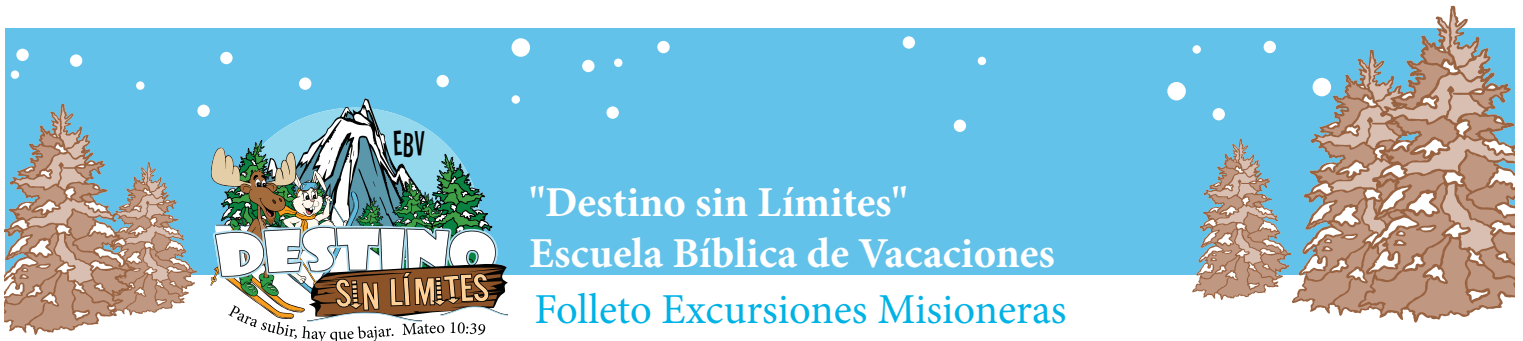 EBV
DESTINO
SIN LÍMITES
Para subir, hay que bajar. Mateo 10:39
"Destino sin Límites"
Escuela Bíblica de Vacaciones
Folleto Excursiones Misioneras